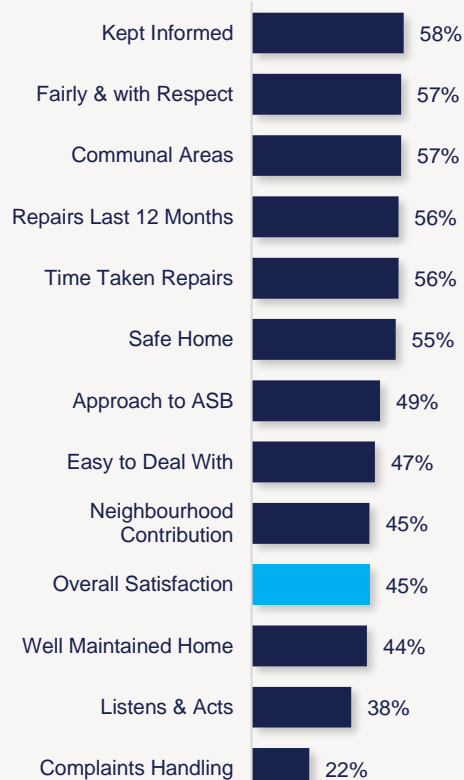 Kept Informed 58%
Fairly & with Respect 57%
Communal Areas 57%
Repairs Last 12 Months 56%
Time Taken Repairs 56%
Safe Home 55%
Approach to ASB 49%
Easy to Deal With 47%
Neighbourhood
Contribution 45%
Overall Satisfaction 45%
Well Maintained Home 44%
Listens & Acts 38%
Complaints Handling 22%